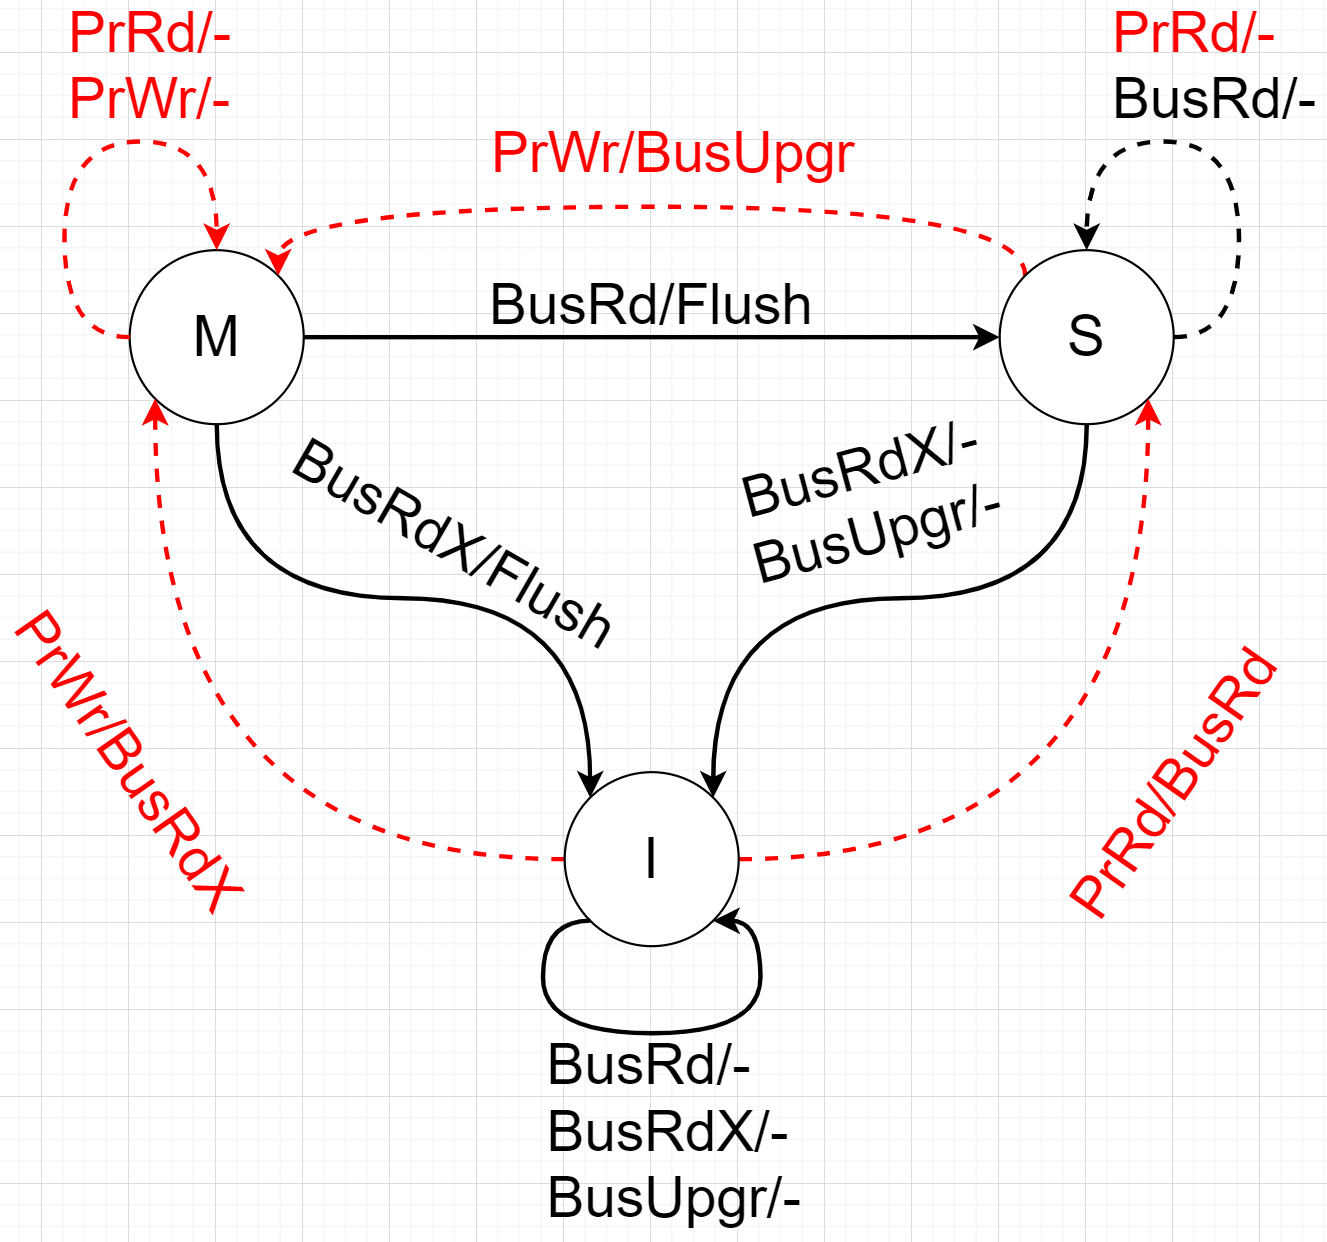 PrRd/-
PrWr/-
PrRd/-
BusRd/-
PrWr/BusUpgr
BusRd/Flush
M
S
BusRdX/Flush
BusRdX/-
BusUpgr/-
PrWr/BusRdX
PrRd/BusRd
I
BusRd/-
BusRdX/-
BusUpgr/-